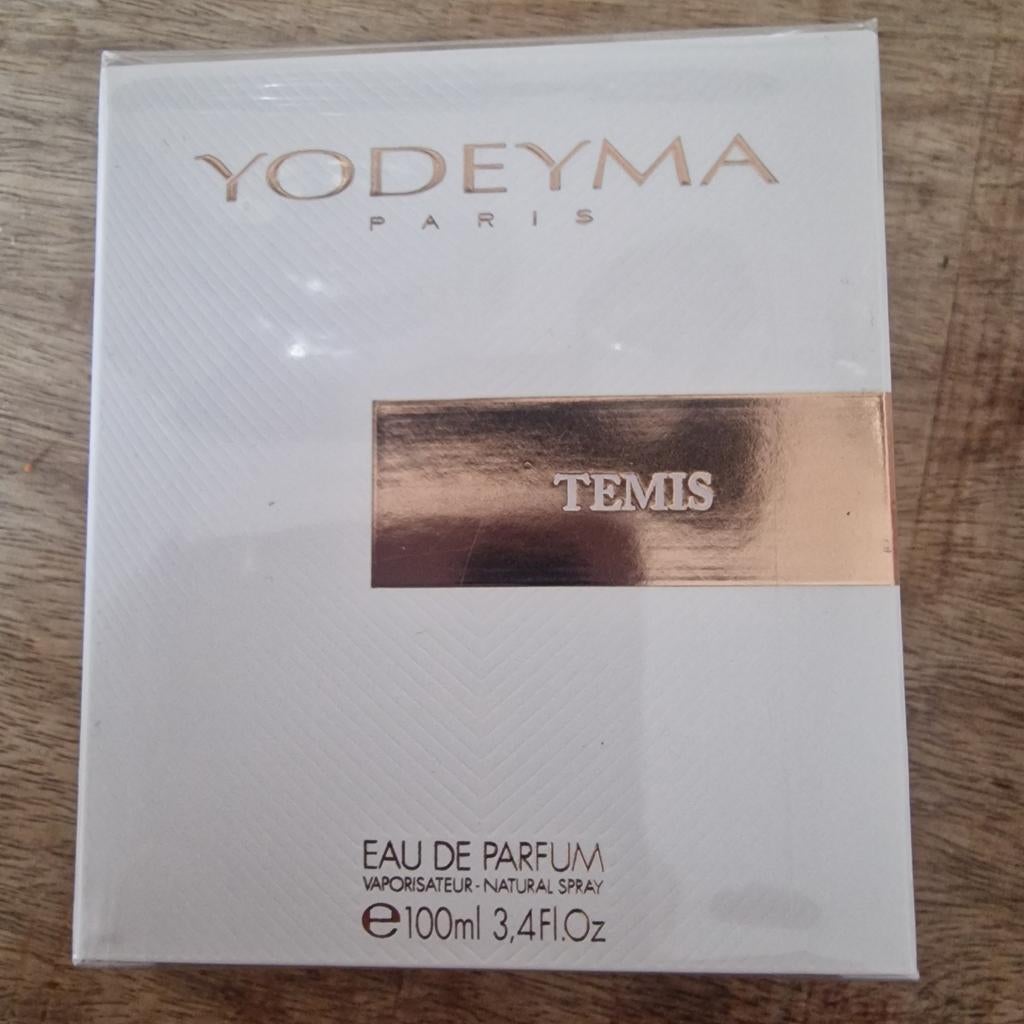 YODEYMA
PARIS
TEMIS
EAU DE PARFUM
VAPORISATEUR - NATURAL SPRAY
℮100ml 3,4Fl.Oz